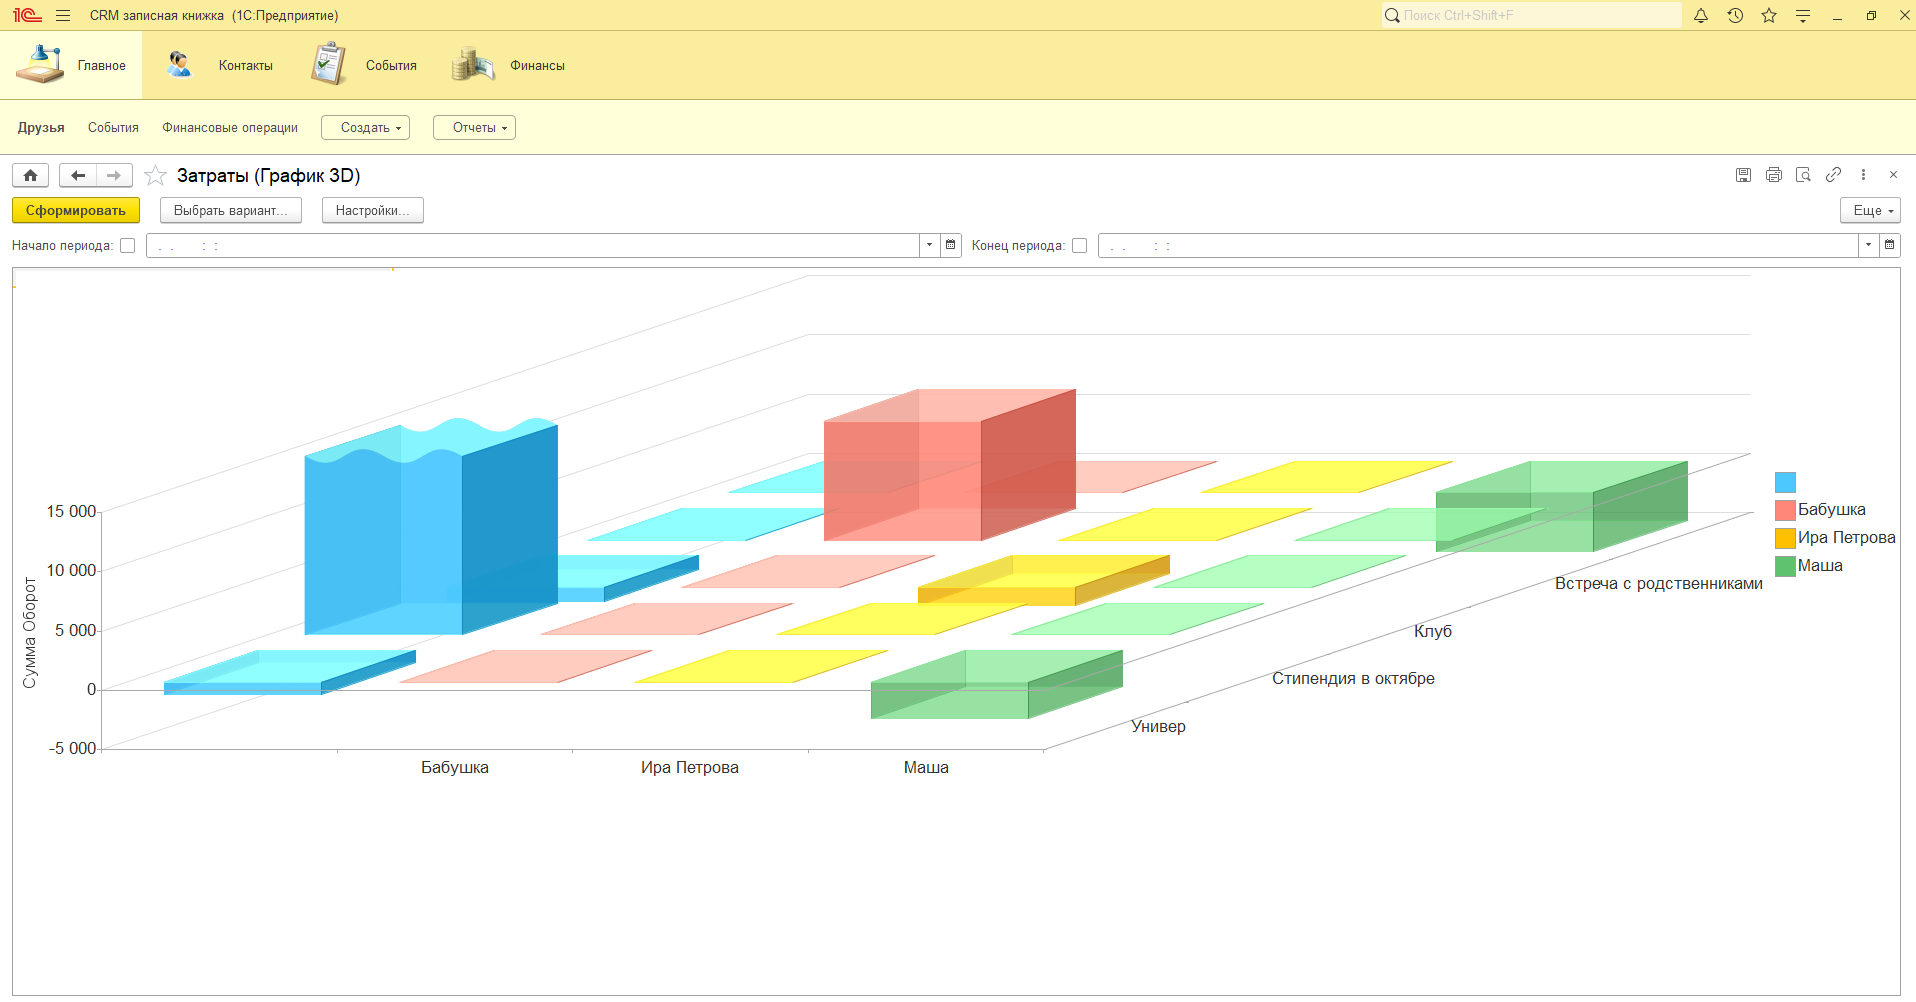 1С CRM записная книжка (1С:Предприятие) Поиск Ctrl+Shift+F
Главное Контакты События Финансы
Друзья События Финансовые операции Создать Отчеты
Затраты (График 3D)
Сформировать Выбрать вариант... Настройки... Еще
Начало периода: . . : : Конец периода: . . : :
Сумма Оборот
15 000
10 000
5 000
0
-5 000
Бабушка
Ира Петрова
Маша
Встреча с родственниками
Клуб
Стипендия в октябре
Универ
Бабушка Ира Петрова Маша